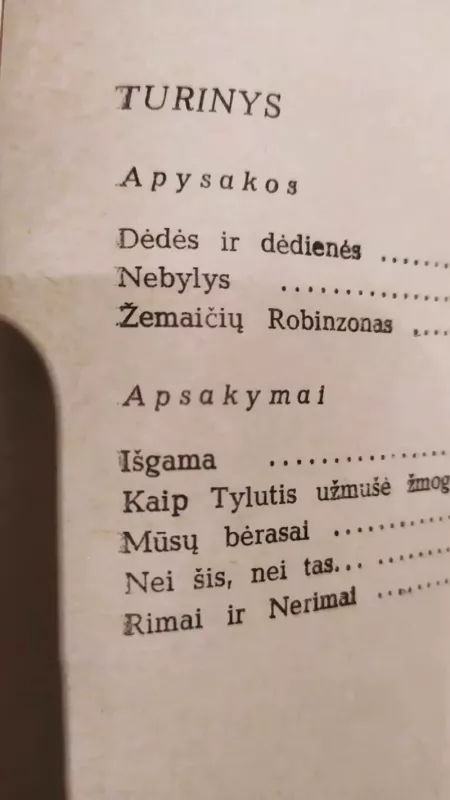 TURINYS
Apysakos
Dėdės ir dėdienės ......
Nebylys ................
Žemaičių Robinzonas ....
Apsakymai
Išgama ................
Kaip Tylutis užmušė žmog
Mūsų bėrasai ...........
Nei šis, nei tas... .......
Rimai ir Nerimai .......